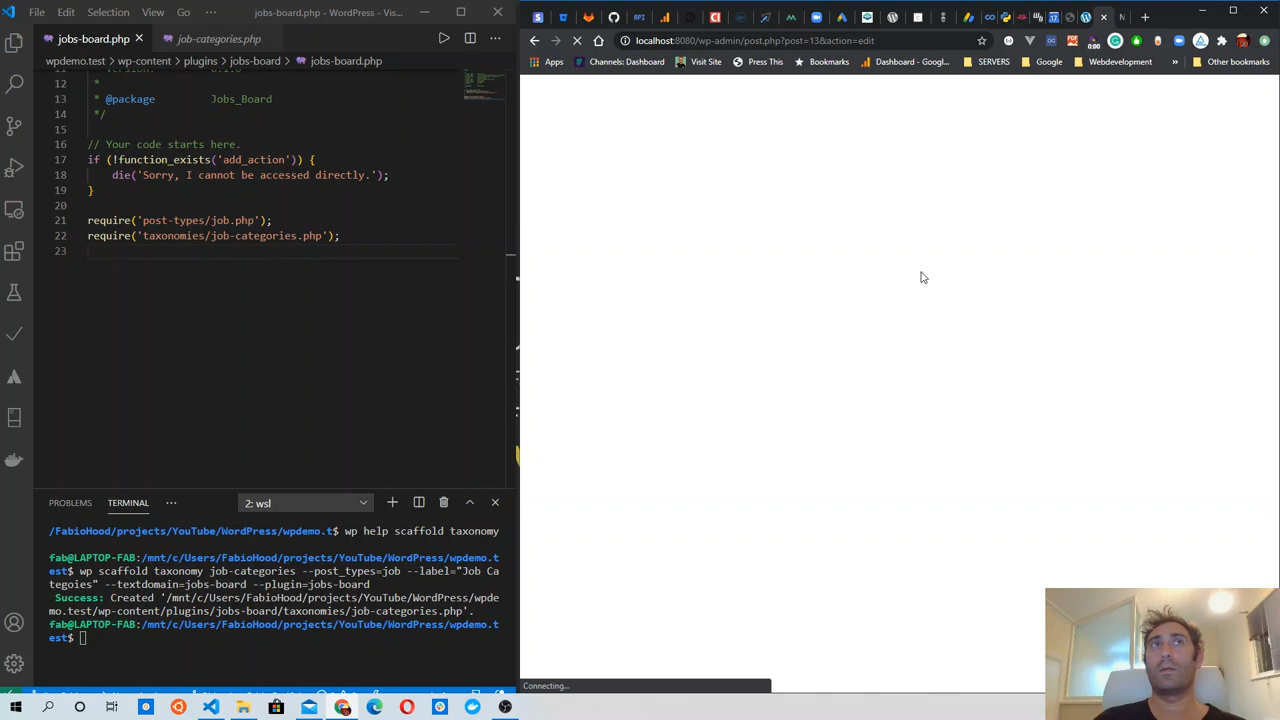 File Edit Selection View Go ··· jobs-board.php - WordPress - Vis...
jobs-board.php job-categories.php
wpdemo.test > wp-content > plugins > jobs-board > jobs-board.php
12 *
13 * @package Jobs_Board
14 */
15
16 // Your code starts here.
17 if (!function_exists('add_action')) {
18 die('Sorry, I cannot be accessed directly.');
19 }
20
21 require('post-types/job.php');
22 require('taxonomies/job-categories.php');
23
PROBLEMS TERMINAL ··· 2: wsl
/FabioHood/projects/YouTube/WordPress/wpdemo.t$ wp help scaffold taxonomy
fab@LAPTOP-FAB:/mnt/c/Users/FabioHood/projects/YouTube/WordPress/wpdemo.t
est$ wp scaffold taxonomy job-categories --post_types=job --label="Job Ca
tegoies" --textdomain=jobs-board --plugin=jobs-board
Success: Created '/mnt/c/Users/FabioHood/projects/YouTube/WordPress/wpde
mo.test/wp-content/plugins/jobs-board/taxonomies/job-categories.php'.
fab@LAPTOP-FAB:/mnt/c/Users/FabioHood/projects/YouTube/WordPress/wpdemo.t
est$
localhost:8080/wp-admin/post.php?post=13&action=edit
0:00
Apps Channels: Dashboard Visit Site Press This Bookmarks Dashboard - Googl... SERVERS Google Webdevelopment » Other bookmarks
Connecting...